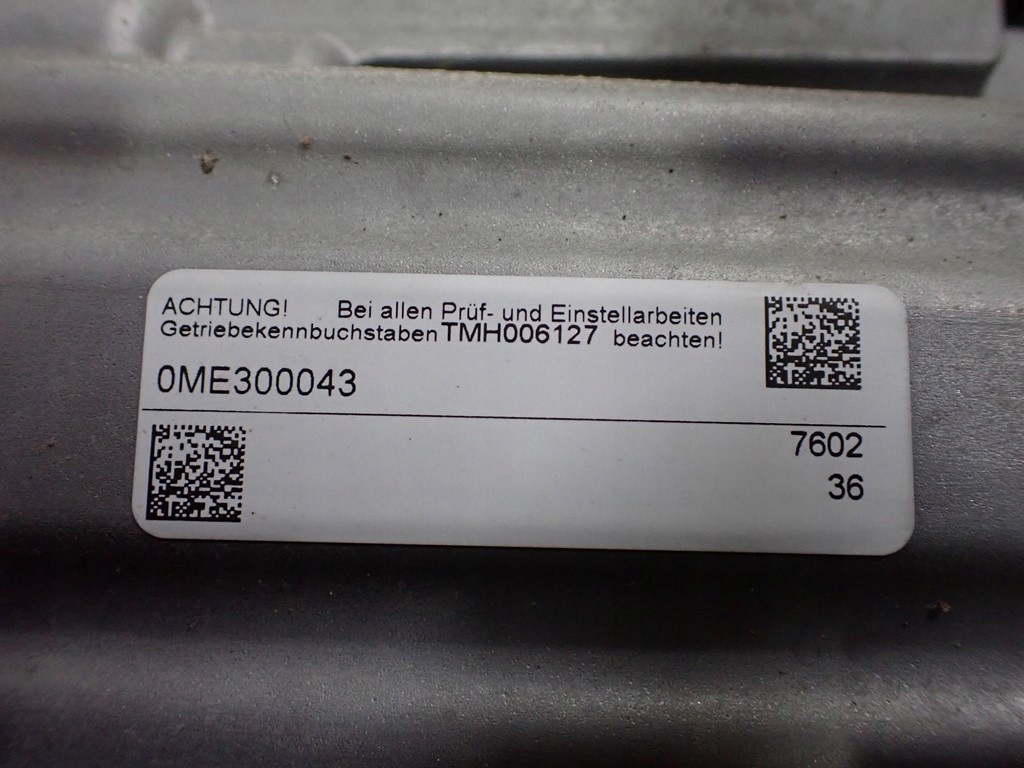 ACHTUNG! Bei allen Prüf- und Einstellarbeiten
Getriebekennbuchstaben TMH006127 beachten!
0ME300043
7602
36